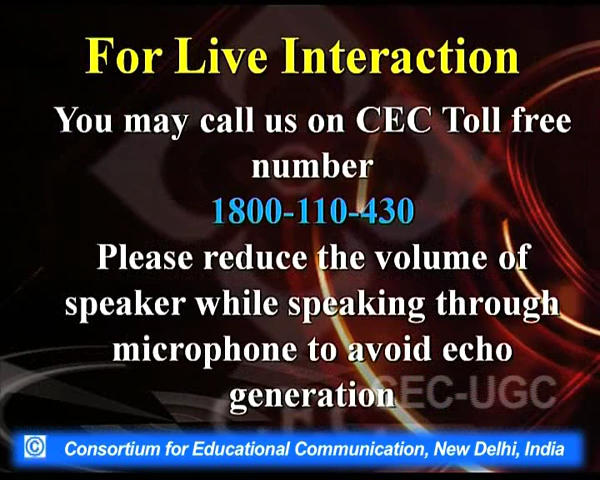 For Live Interaction
You may call us on CEC Toll free
number
1800-110-430
Please reduce the volume of
speaker while speaking through
microphone to avoid echo
generation
CEC-UGC
© Consortium for Educational Communication, New Delhi, India